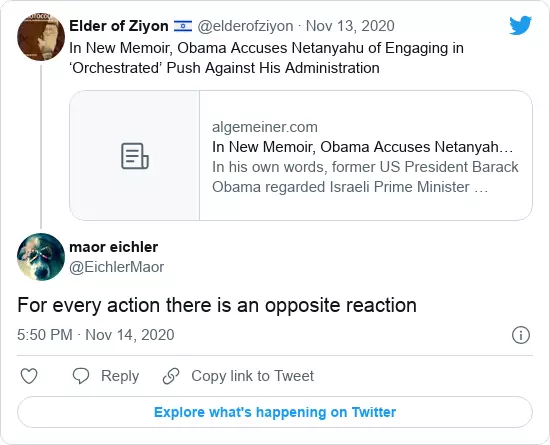 Elder of Ziyon 🇮🇱 @elderofziyon · Nov 13, 2020
In New Memoir, Obama Accuses Netanyahu of Engaging in
‘Orchestrated’ Push Against His Administration
algemeiner.com
In New Memoir, Obama Accuses Netanyah…
In his own words, former US President Barack
Obama regarded Israeli Prime Minister …
maor eichler
@EichlerMaor
For every action there is an opposite reaction
5:50 PM · Nov 14, 2020
Reply
Copy link to Tweet
Explore what's happening on Twitter